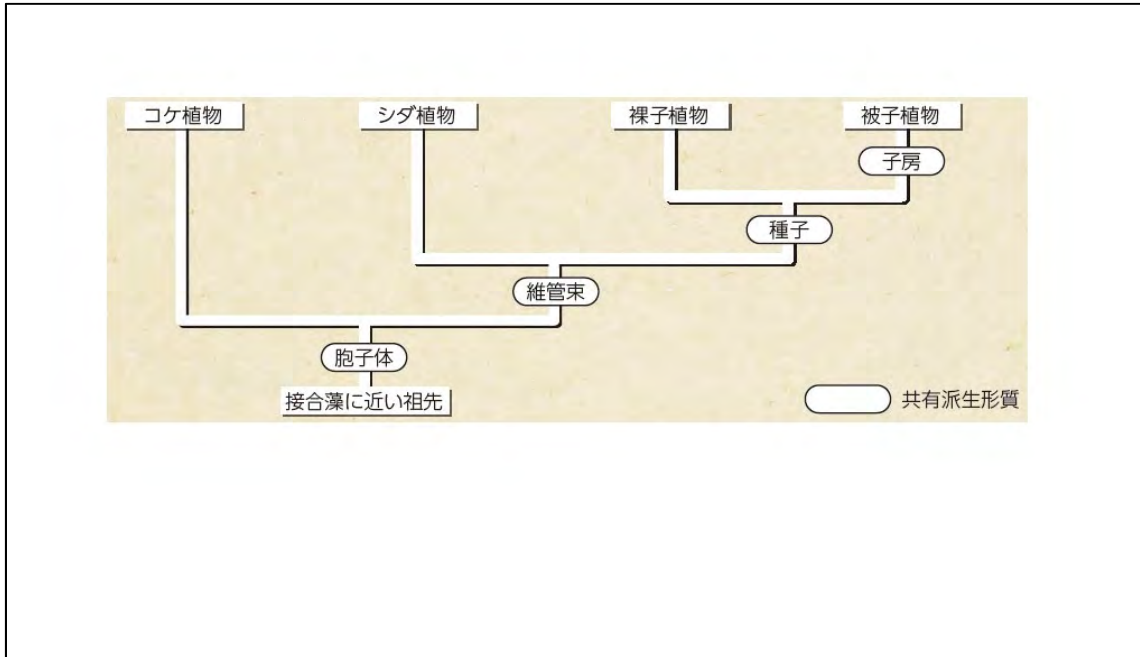 コケ植物
シダ植物
裸子植物
被子植物
子房
種子
維管束
胞子体
接合藻に近い祖先
共有派生形質